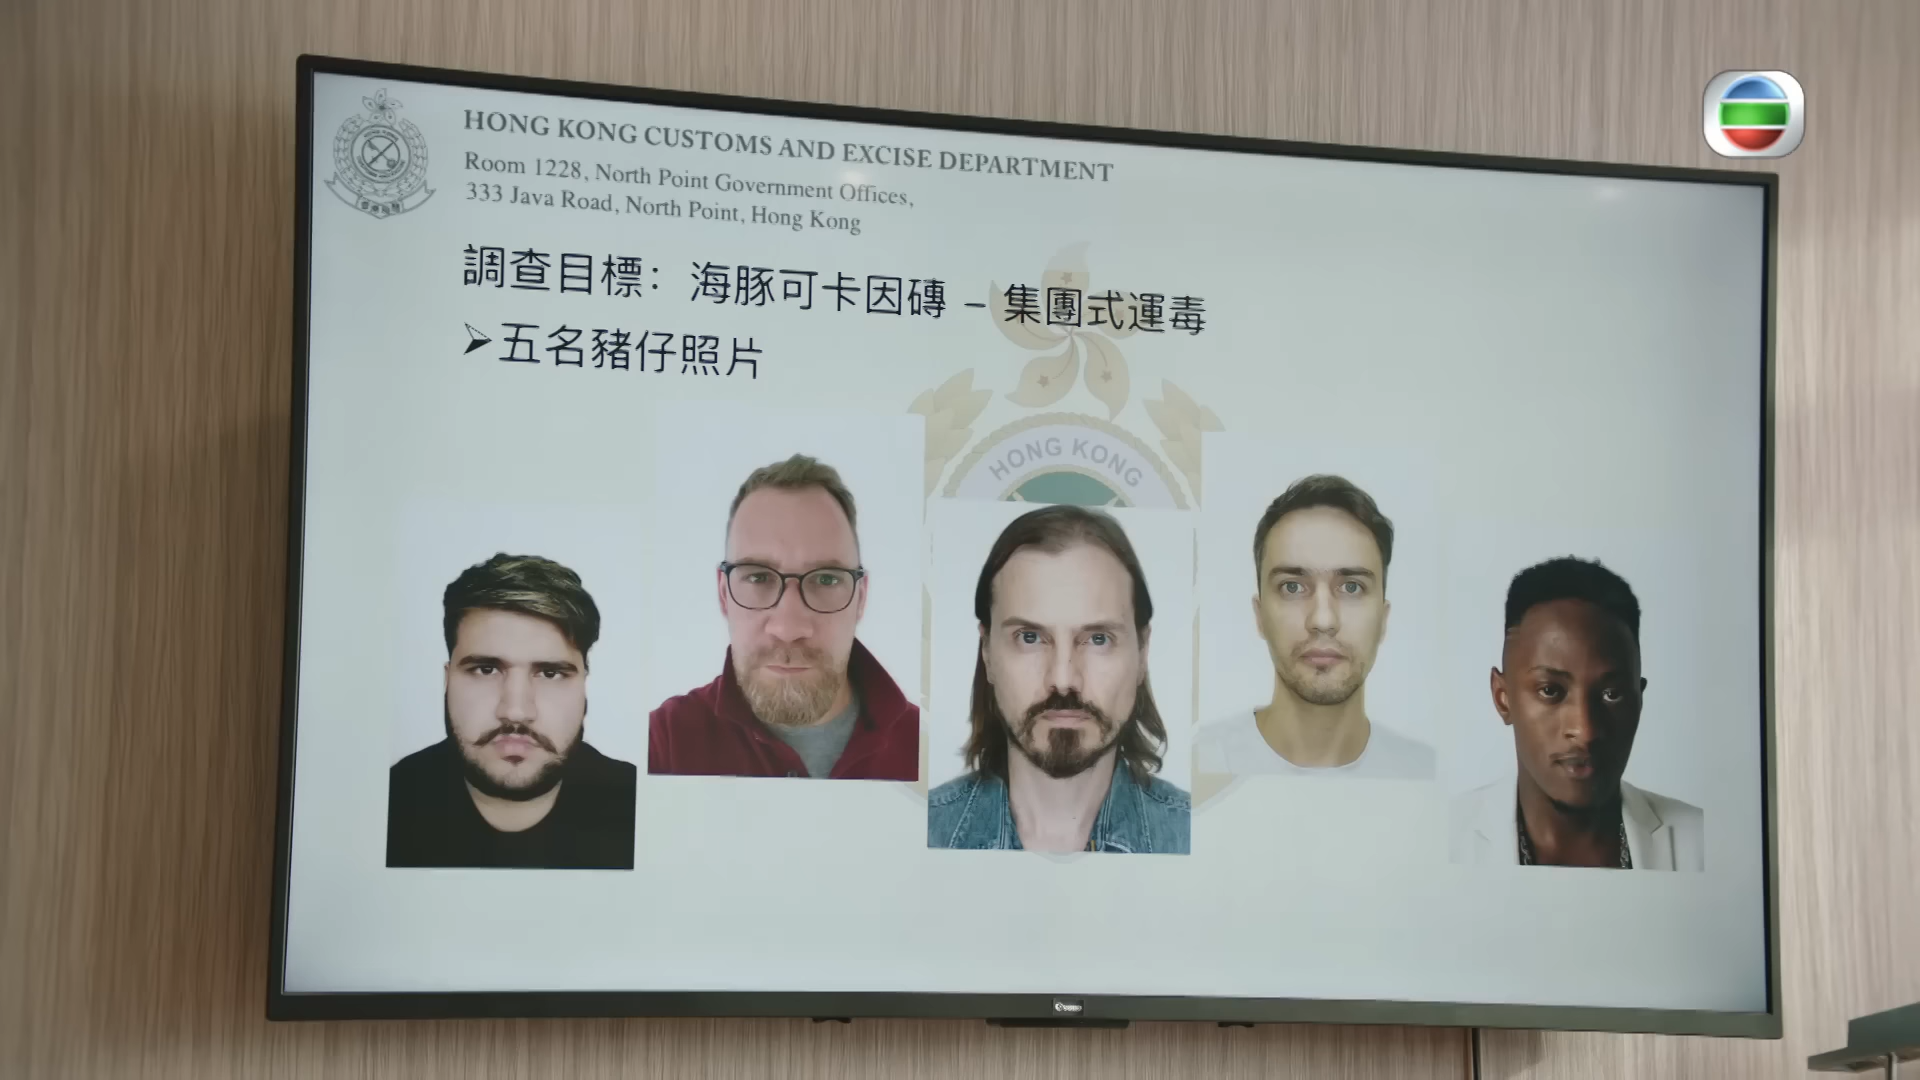 HONG KONG CUSTOMS AND EXCISE DEPARTMENT
Room 1228, North Point Government Offices,
333 Java Road, North Point, Hong Kong
調查目標：海豚可卡因磚 – 集團式運毒
➢五名豬仔照片
HONG KONG